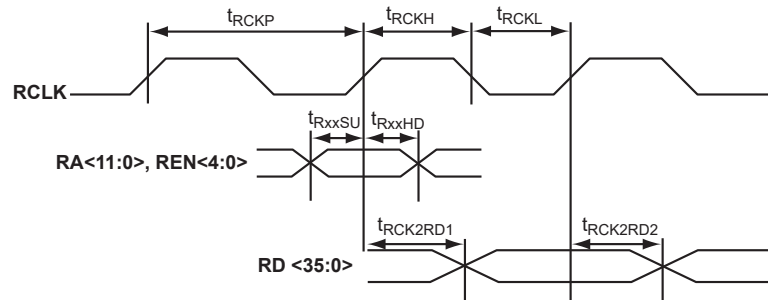 tRCKP tRCKH tRCKL
RCLK
tRxxSU tRxxHD
RA<11:0>, REN<4:0>
tRCK2RD1 tRCK2RD2
RD <35:0>